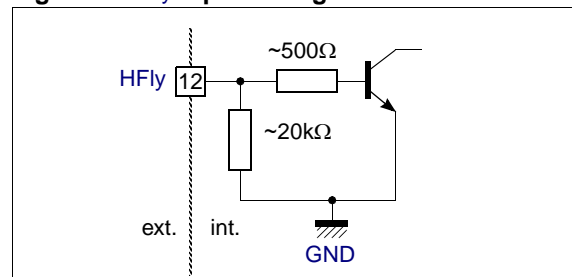 ~500Ω
HFly 12
~20kΩ
ext. int.
GND